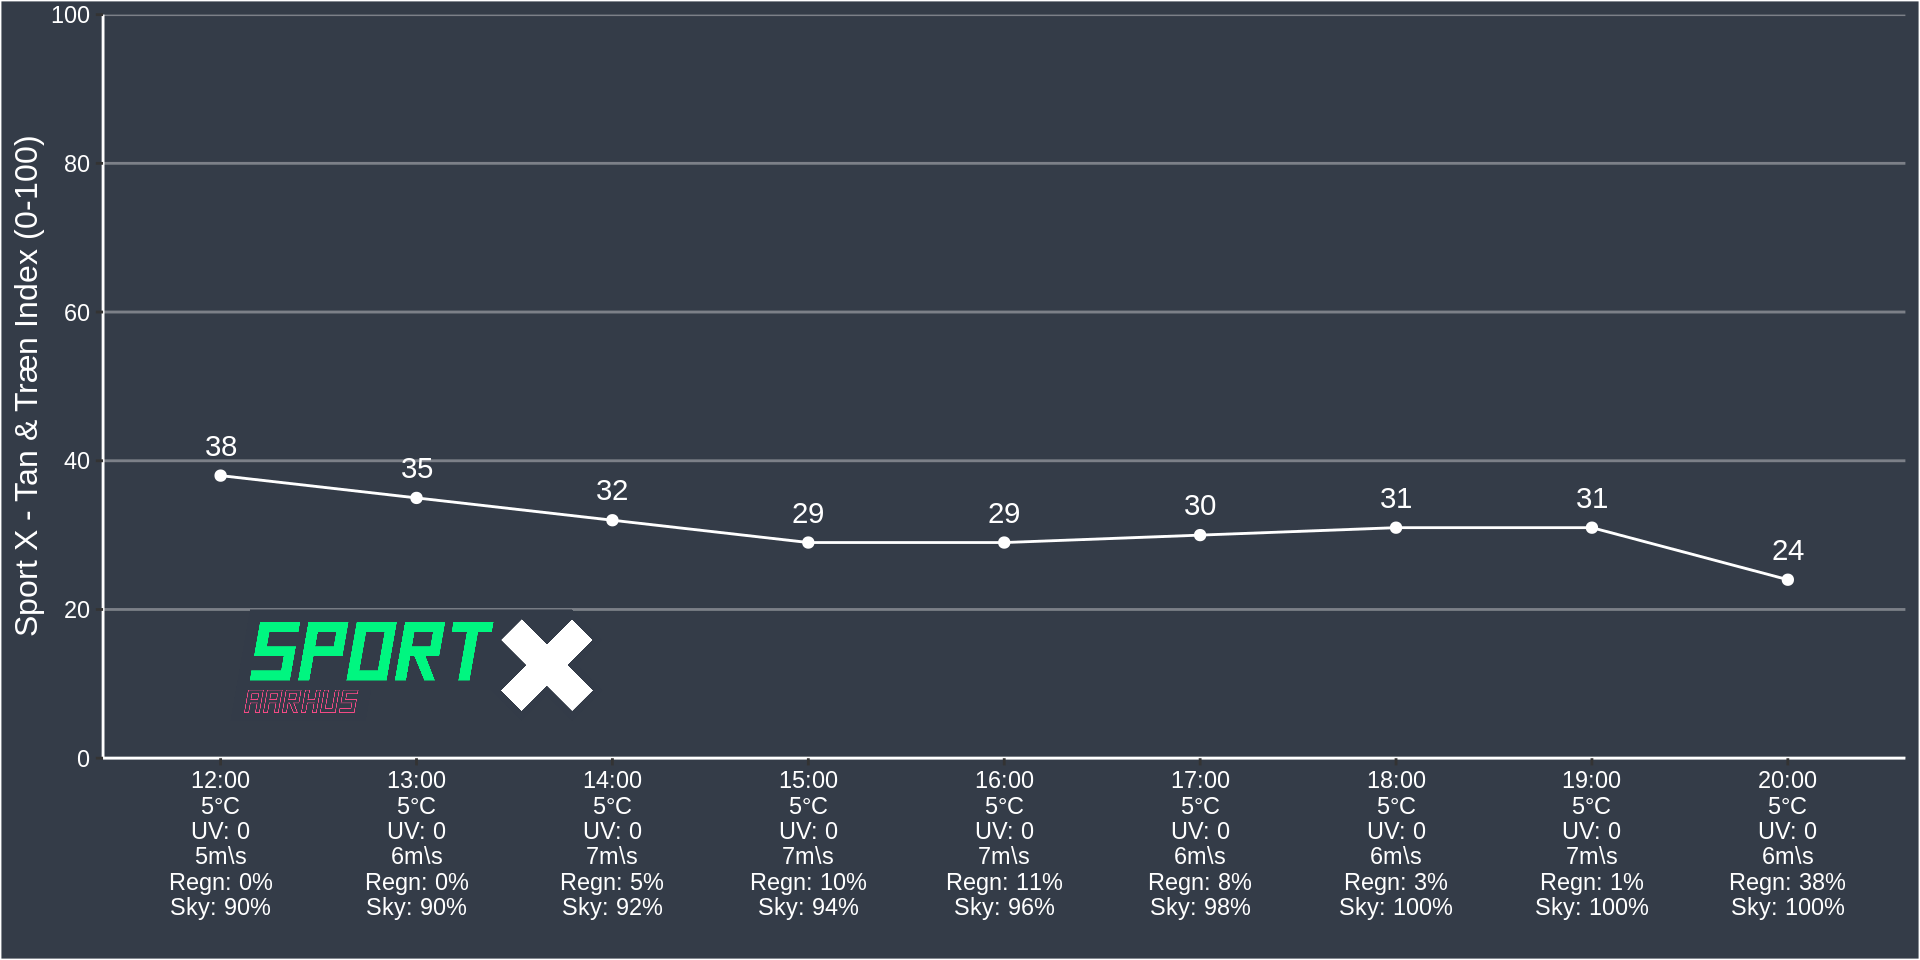 Sport X - Tan & Træn Index (0-100)
100
80
60
40
20
0
38
35
32
29
29
30
31
31
24
SPORT X
AARHUS
12:00 13:00 14:00 15:00 16:00 17:00 18:00 19:00 20:00
5°C 5°C 5°C 5°C 5°C 5°C 5°C 5°C 5°C
UV: 0 UV: 0 UV: 0 UV: 0 UV: 0 UV: 0 UV: 0 UV: 0 UV: 0
5m\s 6m\s 7m\s 7m\s 7m\s 6m\s 6m\s 7m\s 6m\s
Regn: 0% Regn: 0% Regn: 5% Regn: 10% Regn: 11% Regn: 8% Regn: 3% Regn: 1% Regn: 38%
Sky: 90% Sky: 90% Sky: 92% Sky: 94% Sky: 96% Sky: 98% Sky: 100% Sky: 100% Sky: 100%